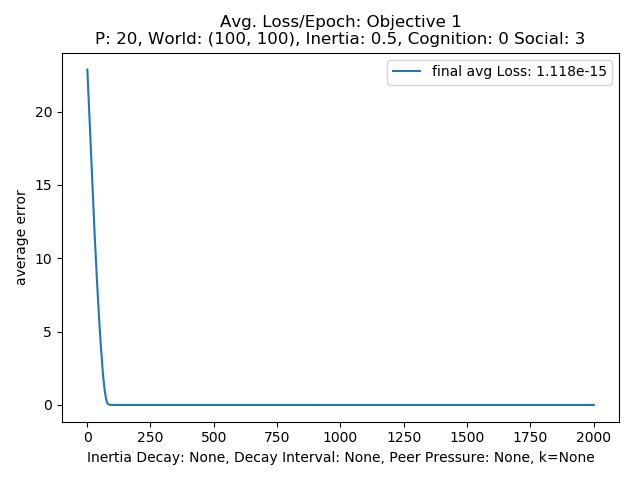 Avg. Loss/Epoch: Objective 1
P: 20, World: (100, 100), Inertia: 0.5, Cognition: 0 Social: 3
final avg Loss: 1.118e-15
average error
20
15
10
5
0
0 250 500 750 1000 1250 1500 1750 2000
Inertia Decay: None, Decay Interval: None, Peer Pressure: None, k=None